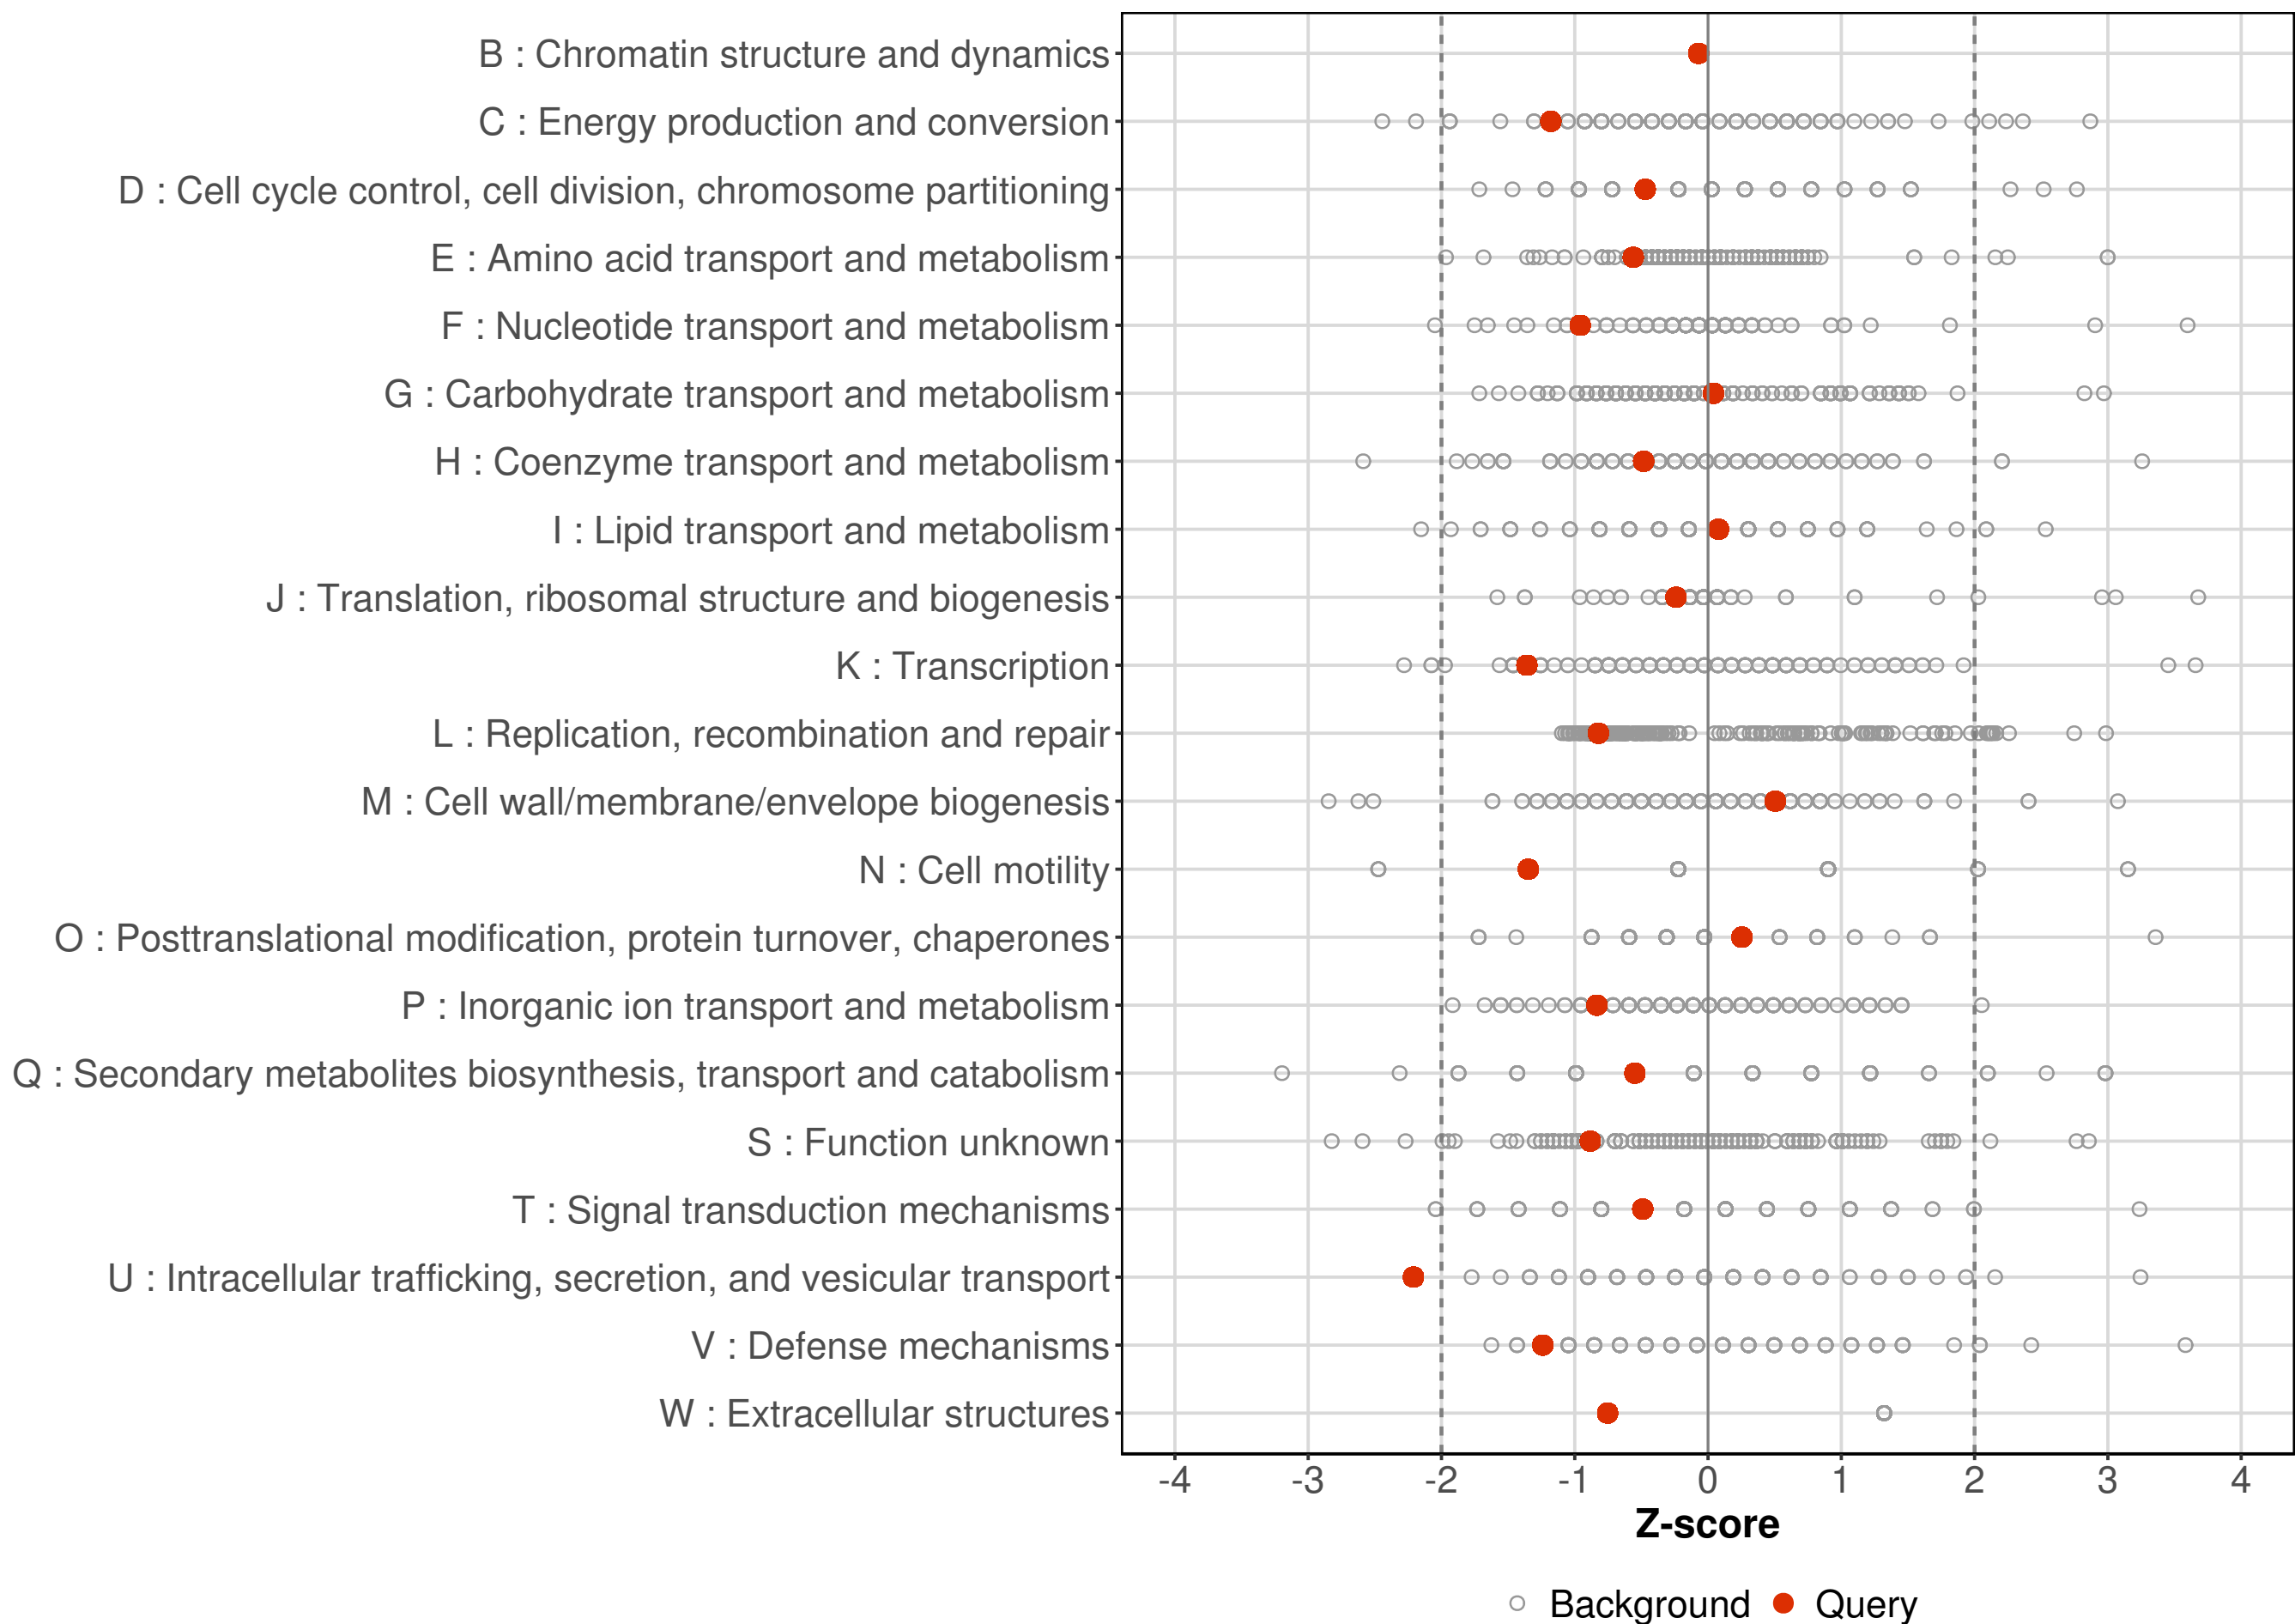 B : Chromatin structure and dynamics
C : Energy production and conversion
D : Cell cycle control, cell division, chromosome partitioning
E : Amino acid transport and metabolism
F : Nucleotide transport and metabolism
G : Carbohydrate transport and metabolism
H : Coenzyme transport and metabolism
I : Lipid transport and metabolism
J : Translation, ribosomal structure and biogenesis
K : Transcription
L : Replication, recombination and repair
M : Cell wall/membrane/envelope biogenesis
N : Cell motility
O : Posttranslational modification, protein turnover, chaperones
P : Inorganic ion transport and metabolism
Q : Secondary metabolites biosynthesis, transport and catabolism
S : Function unknown
T : Signal transduction mechanisms
U : Intracellular trafficking, secretion, and vesicular transport
V : Defense mechanisms
W : Extracellular structures
-4 -3 -2 -1 0 1 2 3 4
Z-score
Background Query